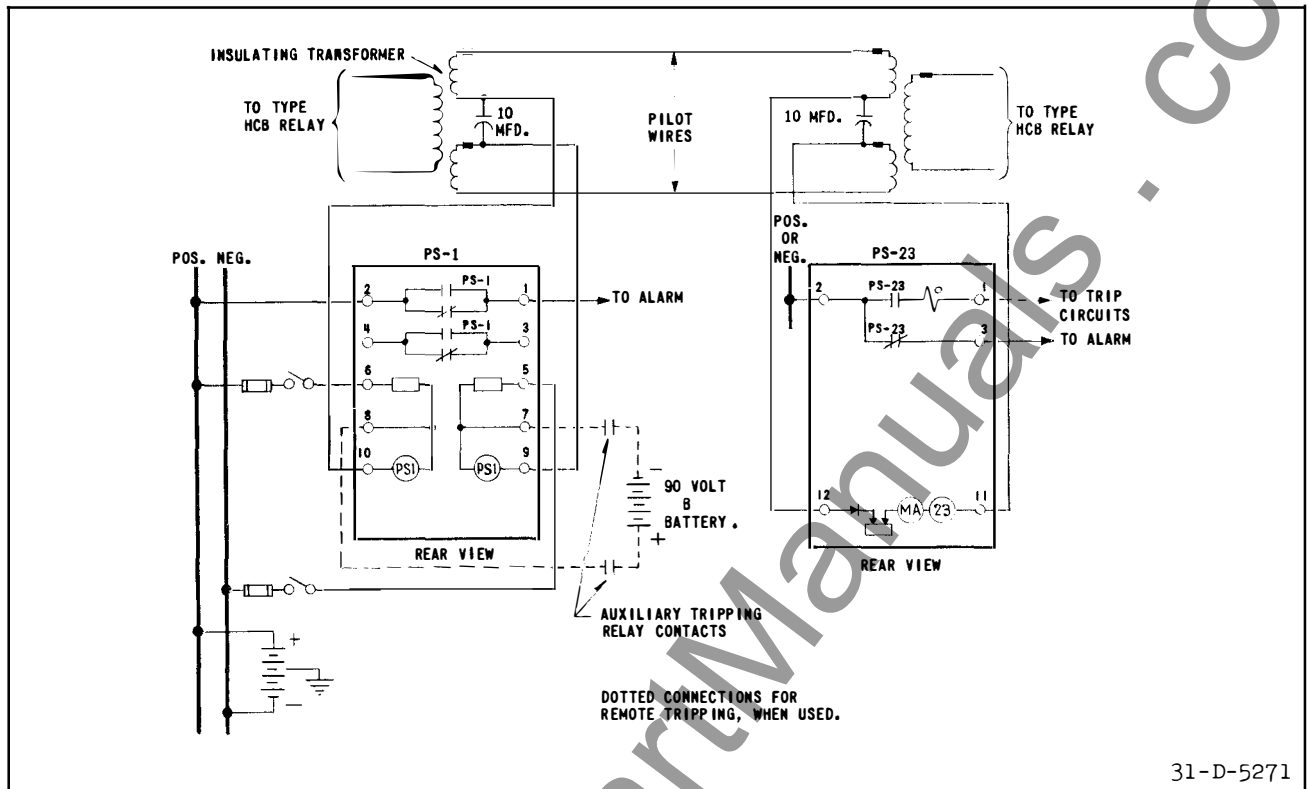 INSULATING TRANSFORMER
TO TYPE
HCB RELAY
10
MFD.
PILOT
WIRES
10 MFD.
TO TYPE
HCB RELAY
POS. NEG.
PS-1
2
PS-1
1
TO ALARM
4
PS-1
3
6
5
8
7
10
PS1
PS1
9
REAR VIEW
-
90 VOLT
B
BATTERY.
+
AUXILIARY TRIPPING
RELAY CONTACTS
+
-
POS.
OR
NEG.
PS-23
2
PS-23
1
TO TRIP
CIRCUITS
PS-23
3
TO ALARM
12
MA
23
11
REAR VIEW
DOTTED CONNECTIONS FOR
REMOTE TRIPPING, WHEN USED.
31-D-5271
artManuals . co